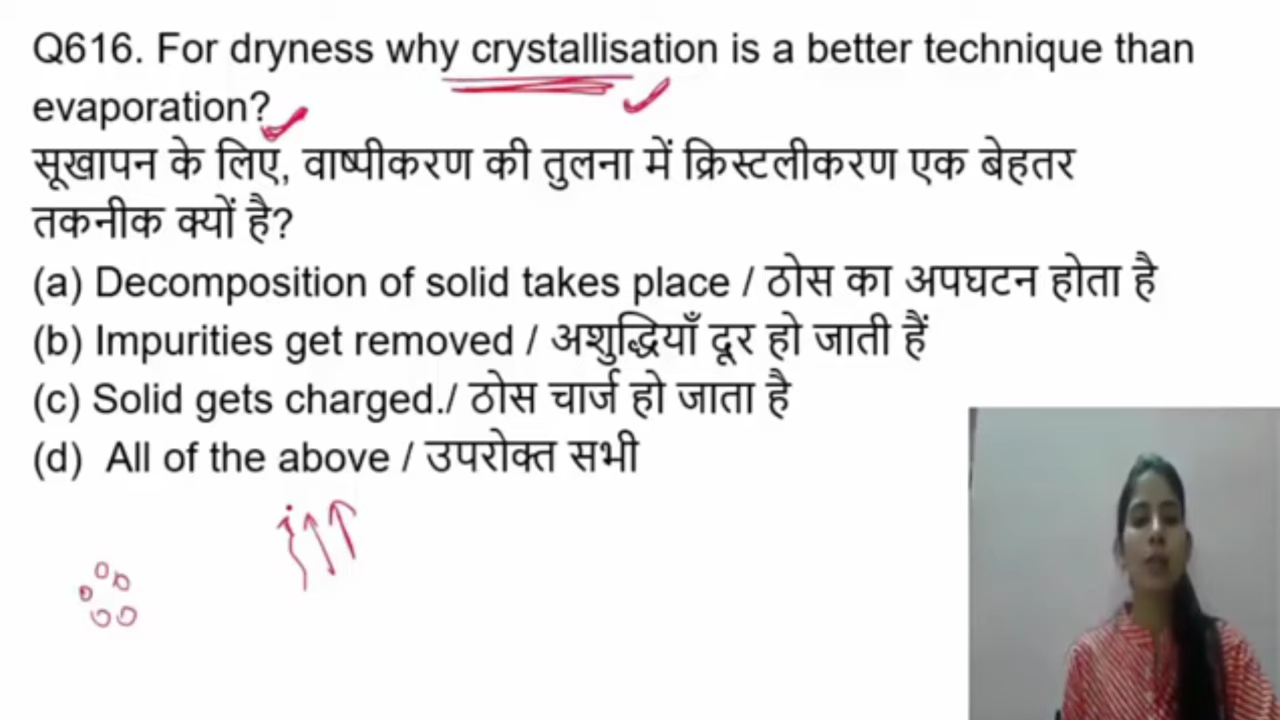 Q616. For dryness why crystallisation is a better technique than
evaporation?
सूखापन के लिए, वाष्पीकरण की तुलना में क्रिस्टलीकरण एक बेहतर
तकनीक क्यों है?
(a) Decomposition of solid takes place / ठोस का अपघटन होता है
(b) Impurities get removed / अशुद्धियाँ दूर हो जाती हैं
(c) Solid gets charged./ ठोस चार्ज हो जाता है
(d) All of the above / उपरोक्त सभी